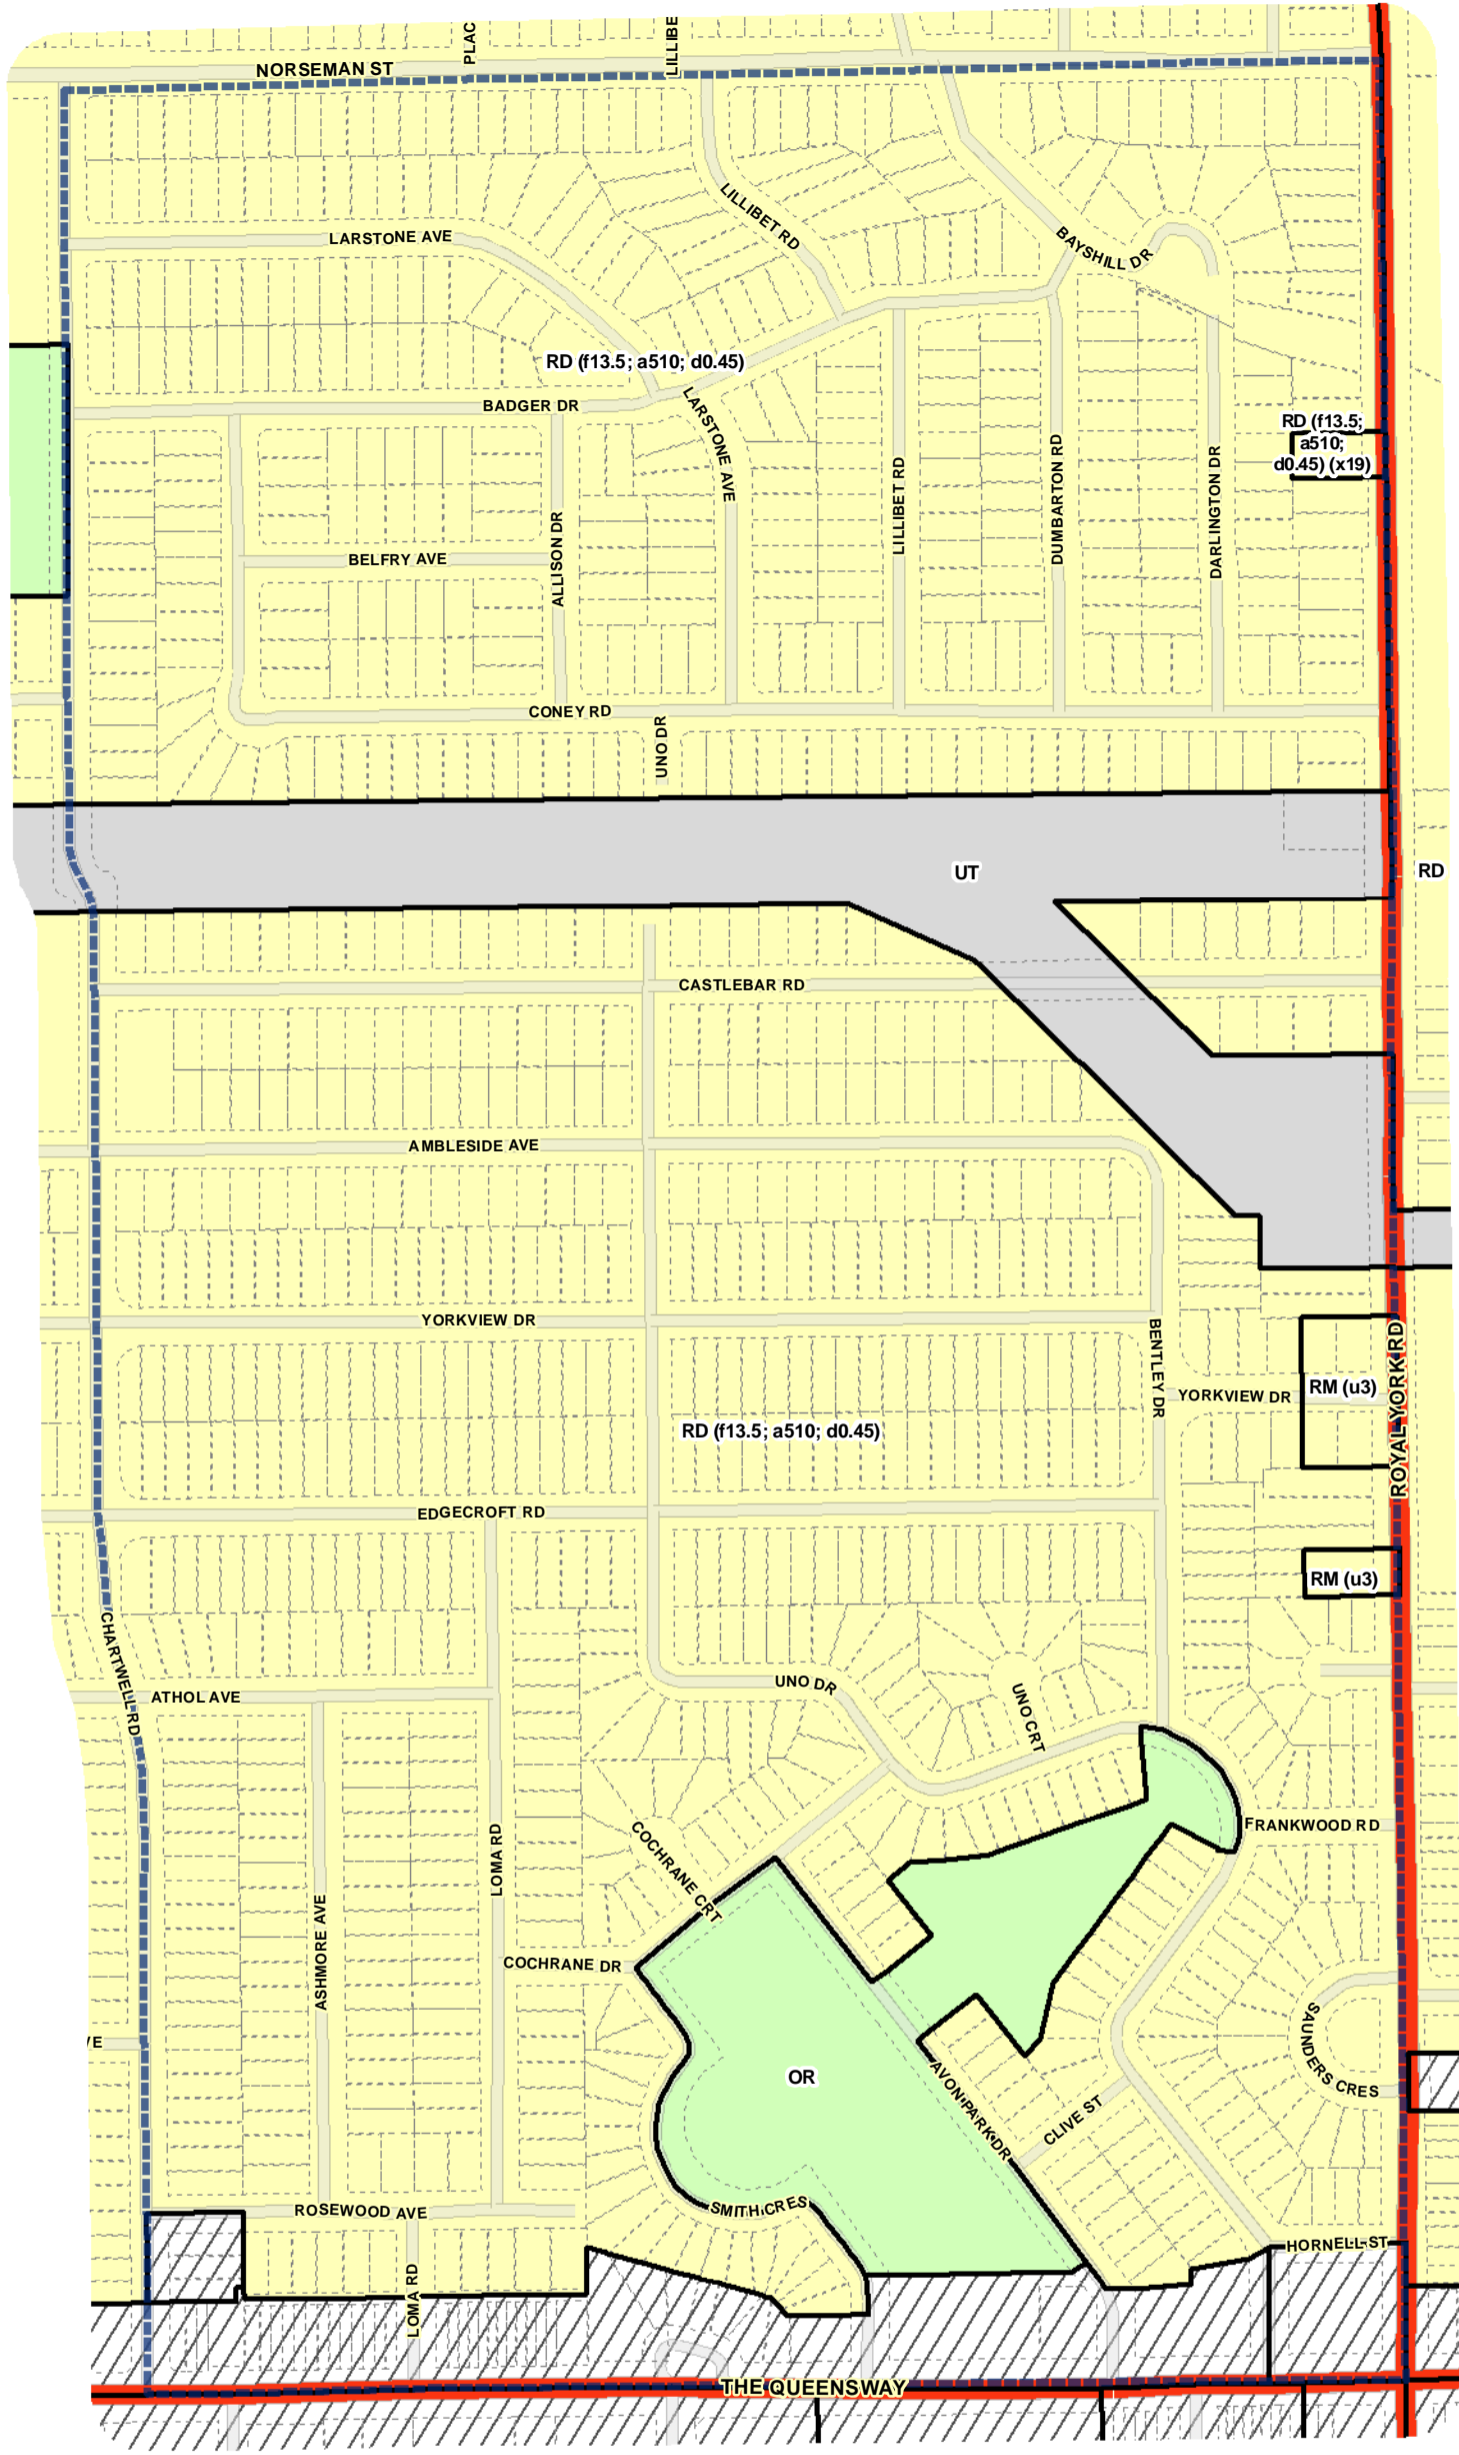 PLAC
LILLIBE
NORSEMAN ST
LILLIBET RD
LARSTONE AVE
BAYSHILL DR
RD (f13.5; a510; d0.45)
BADGER DR
LARSTONE AVE
RD (f13.5;
a510;
d0.45) (x19)
LILLIBET RD
DUMBARTON RD
DARLINGTON DR
BELFRY AVE
ALLISON DR
CONEY RD
UNO DR
UT
RD
CASTLEBAR RD
AMBLESIDE AVE
YORKVIEW DR
BENTLEY DR
YORKVIEW DR
RM (u3)
ROYAL YORK RD
RD (f13.5; a510; d0.45)
EDGECROFT RD
RM (u3)
CHARTWELL RD
ATHOL AVE
UNO DR
UNO CRT
FRANKWOOD RD
COCHRANE CRT
LOMA RD
ASHMORE AVE
COCHRANE DR
SAUNDERS CRES
VE
OR
AVON PARK DR
CLIVE ST
SMITH CRES
ROSEWOOD AVE
HORNELL ST
LOMA RD
THE QUEENSWAY